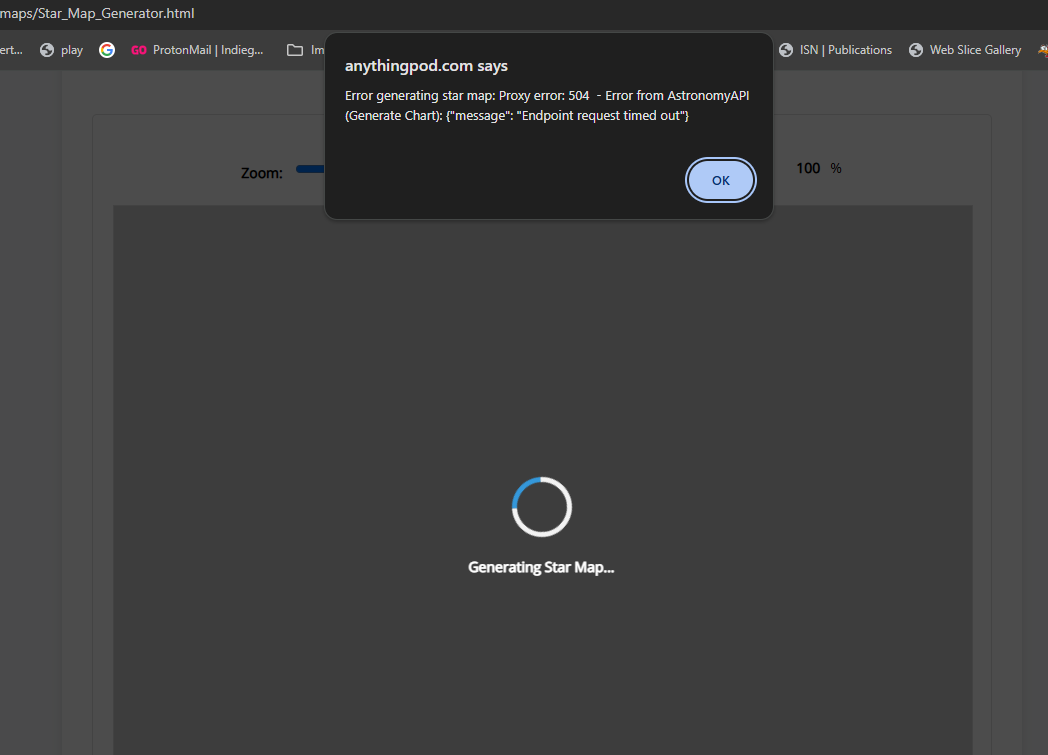 maps/Star_Map_Generator.html
ert... play GO ProtonMail | Indieg... Im ISN | Publications Web Slice Gallery
anythingpod.com says
Error generating star map: Proxy error: 504 - Error from AstronomyAPI
(Generate Chart): {"message": "Endpoint request timed out"}
OK
Zoom: 100 %
Generating Star Map...